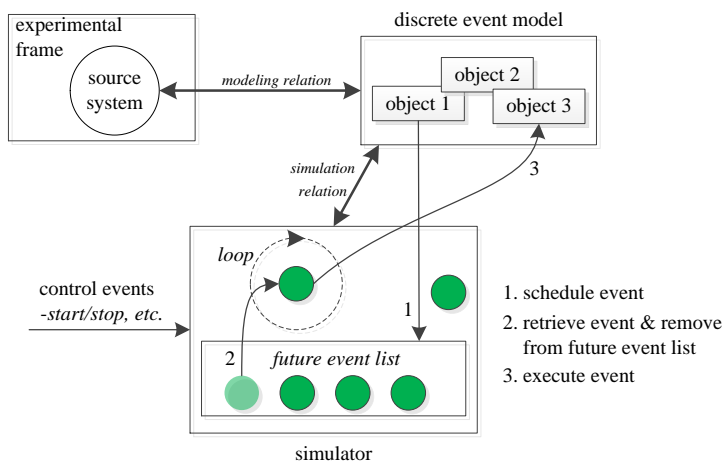 experimental
frame
source
system
modeling relation
discrete event model
object 1
object 2
object 3
simulation
relation
3
loop
control events
-start/stop, etc.
1
2
future event list
simulator
1. schedule event
2. retrieve event & remove
from future event list
3. execute event